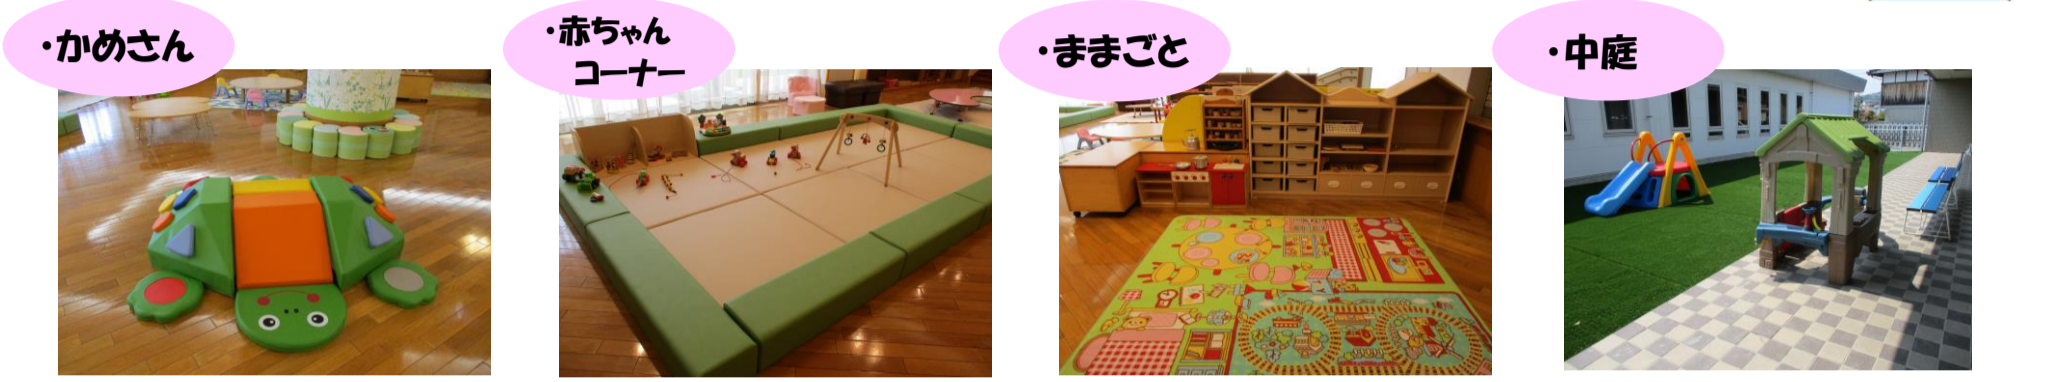 ・かめさん
・赤ちゃん
コーナー
・ままごと
・中庭